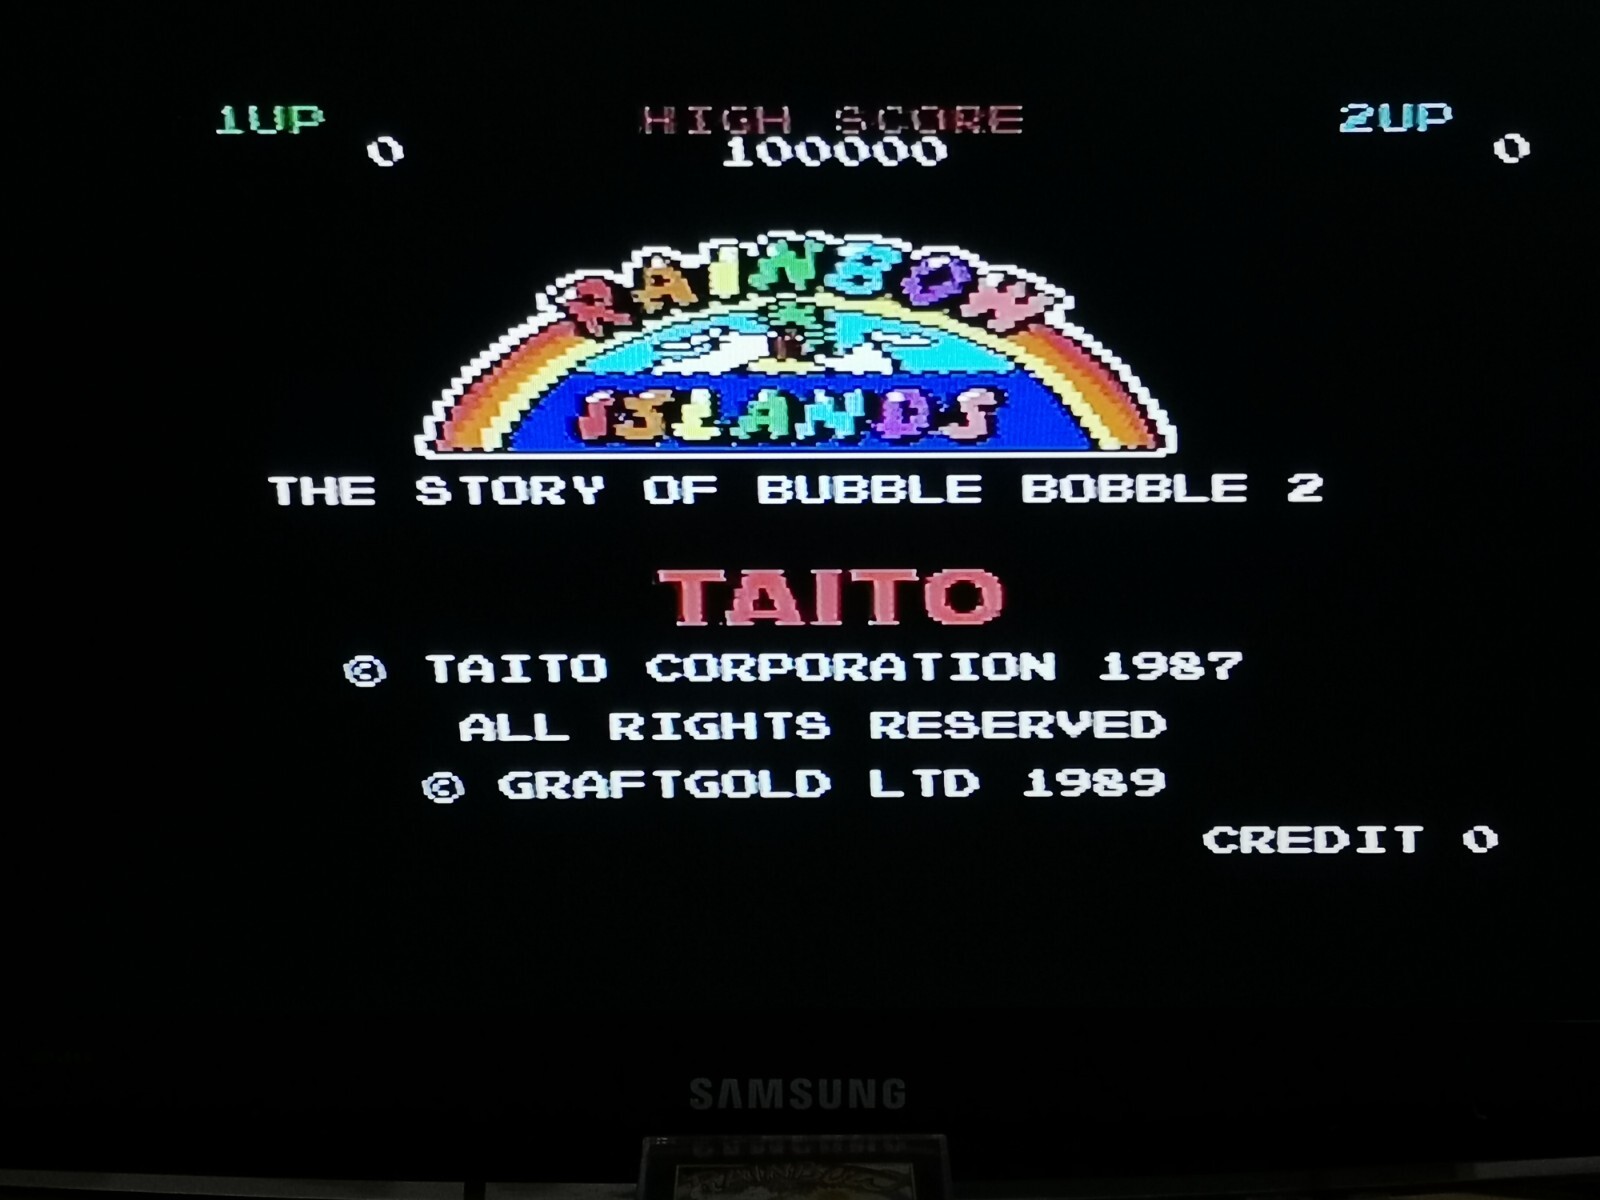 1UP HIGH SCORE 2UP
0 100000 0
RAINBOW
ISLANDS
THE STORY OF BUBBLE BOBBLE 2
TAITO
© TAITO CORPORATION 1987
ALL RIGHTS RESERVED
© GRAFTGOLD LTD 1989
CREDIT 0
SAMSUNG